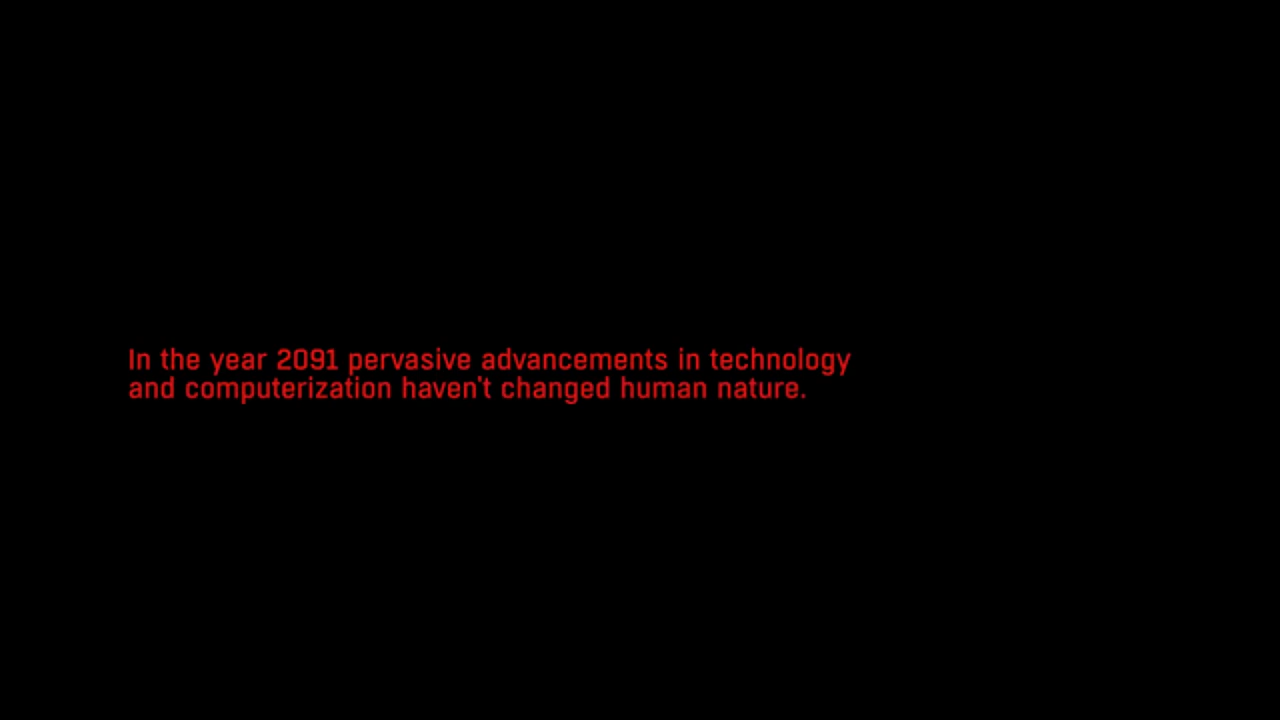 In the year 2091 pervasive advancements in technology
and computerization haven't changed human nature.